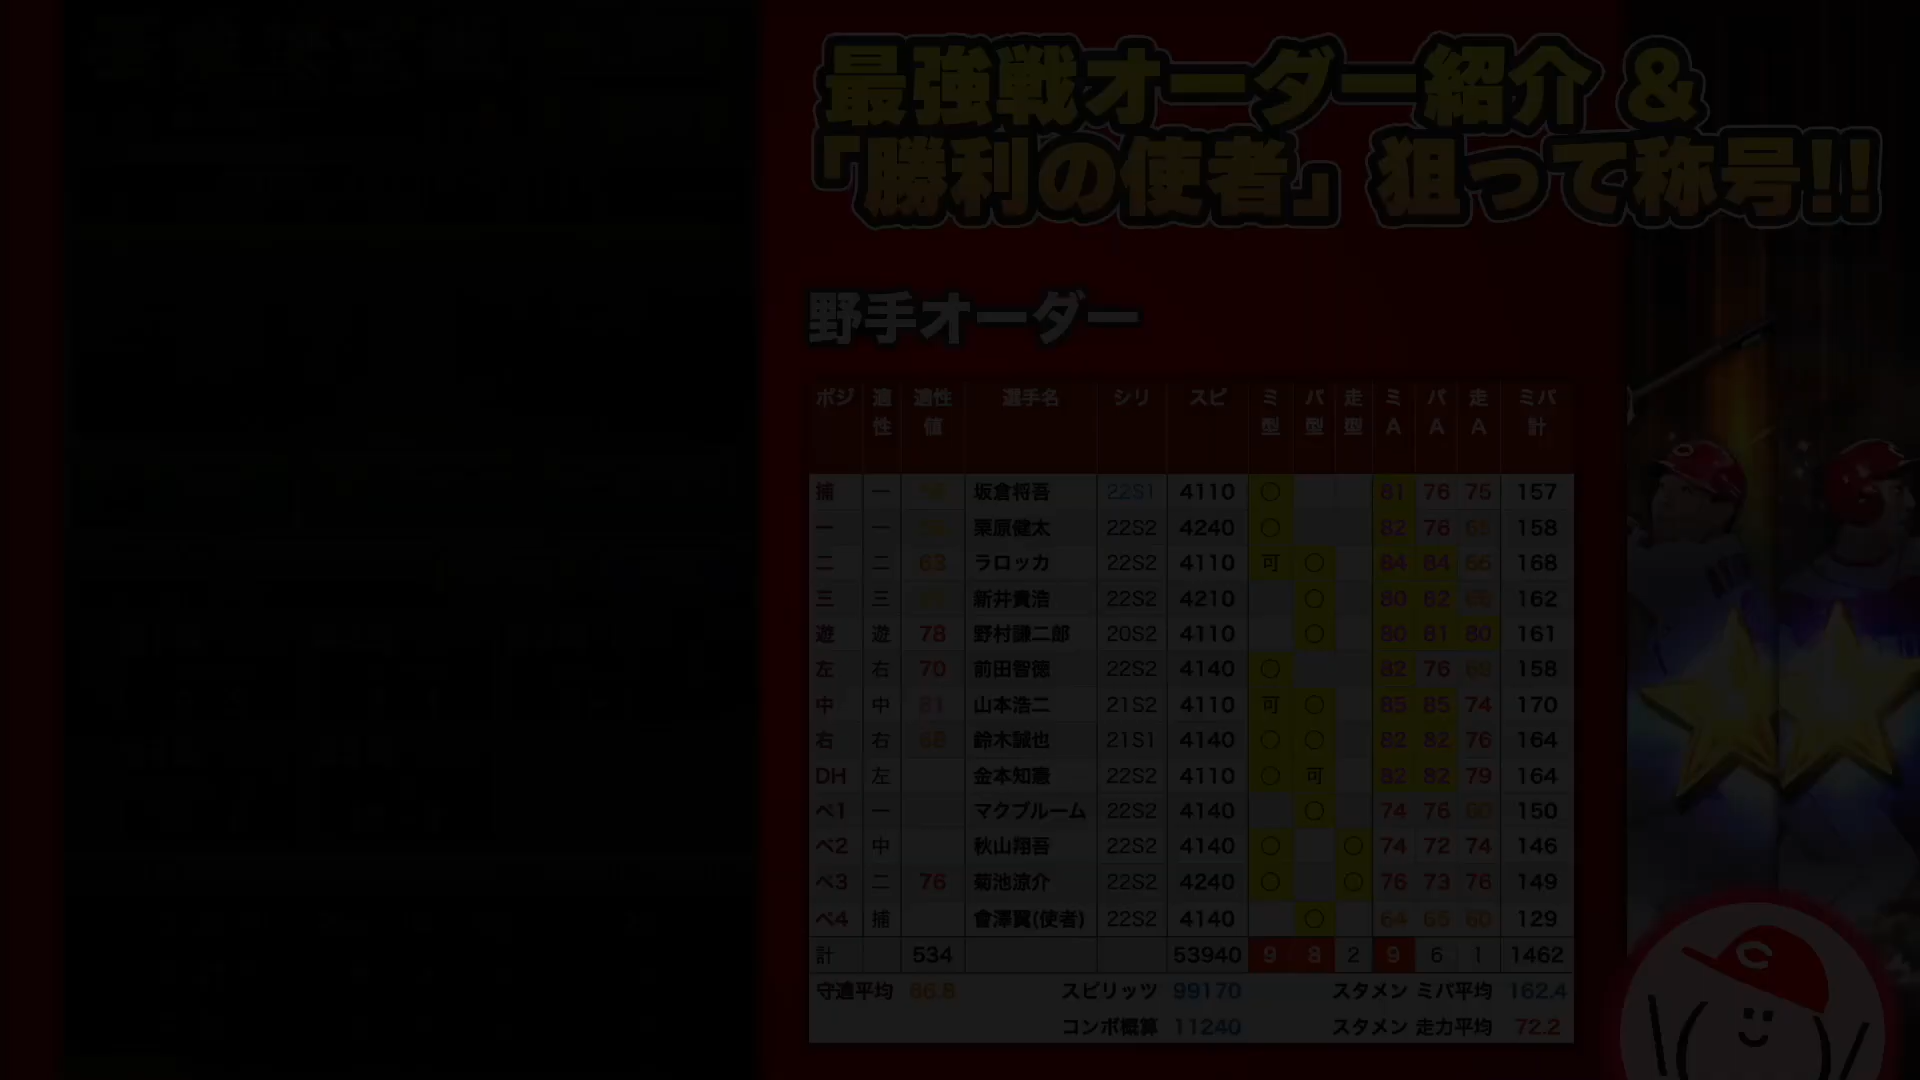 最強戦オーダー紹介 &
「勝利の使者」狙って称号!!
野手オーダー
ポジ 適性 適性値 選手名 シリ スピ ミ型 パ型 走型 ミA パA 走A ミパ計
捕 一 坂倉将吾 22S1 4110 〇 81 76 75 157
一 一 栗原健太 22S2 4240 〇 82 76 158
二 二 63 ラロッカ 22S2 4110 可 〇 84 84 66 168
三 三 新井貴浩 22S2 4210 〇 80 82 162
遊 遊 78 野村謙二郎 20S2 4110 〇 80 81 80 161
左 右 70 前田智徳 22S2 4140 〇 82 76 158
中 中 81 山本浩二 21S2 4110 可 〇 85 85 74 170
右 右 68 鈴木誠也 21S1 4140 〇 〇 82 82 76 164
DH 左 金本知憲 22S2 4110 〇 可 82 82 79 164
ベ1 一 マクブルーム 22S2 4140 〇 74 76 60 150
ベ2 中 秋山翔吾 22S2 4140 〇 〇 74 72 74 146
ベ3 二 76 菊池涼介 22S2 4240 〇 〇 76 73 76 149
ベ4 捕 會澤翼(使者) 22S2 4140 〇 64 65 60 129
計 534 53940 9 8 2 9 6 1 1462
守適平均 66.8 スピリッツ 99170 スタメン ミパ平均 162.4
コンボ概算 11240 スタメン 走力平均 72.2